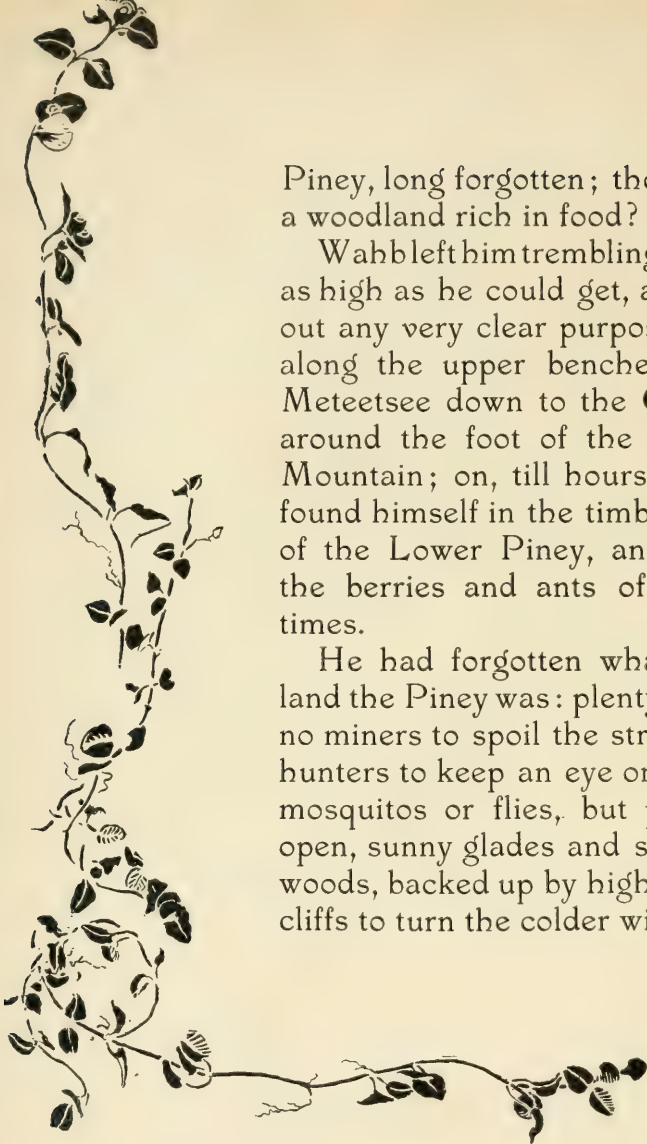 Piney, long forgotten; the
a woodland rich in food?
Wahb left him trembling
as high as he could get, a
out any very clear purpo
along the upper benche
Meteetsee down to the
around the foot of the
Mountain; on, till hours
found himself in the timb
of the Lower Piney, an
the berries and ants of
times.
He had forgotten wha
land the Piney was: plenty
no miners to spoil the str
hunters to keep an eye on
mosquitos or flies, but
open, sunny glades and s
woods, backed up by high
cliffs to turn the colder wi